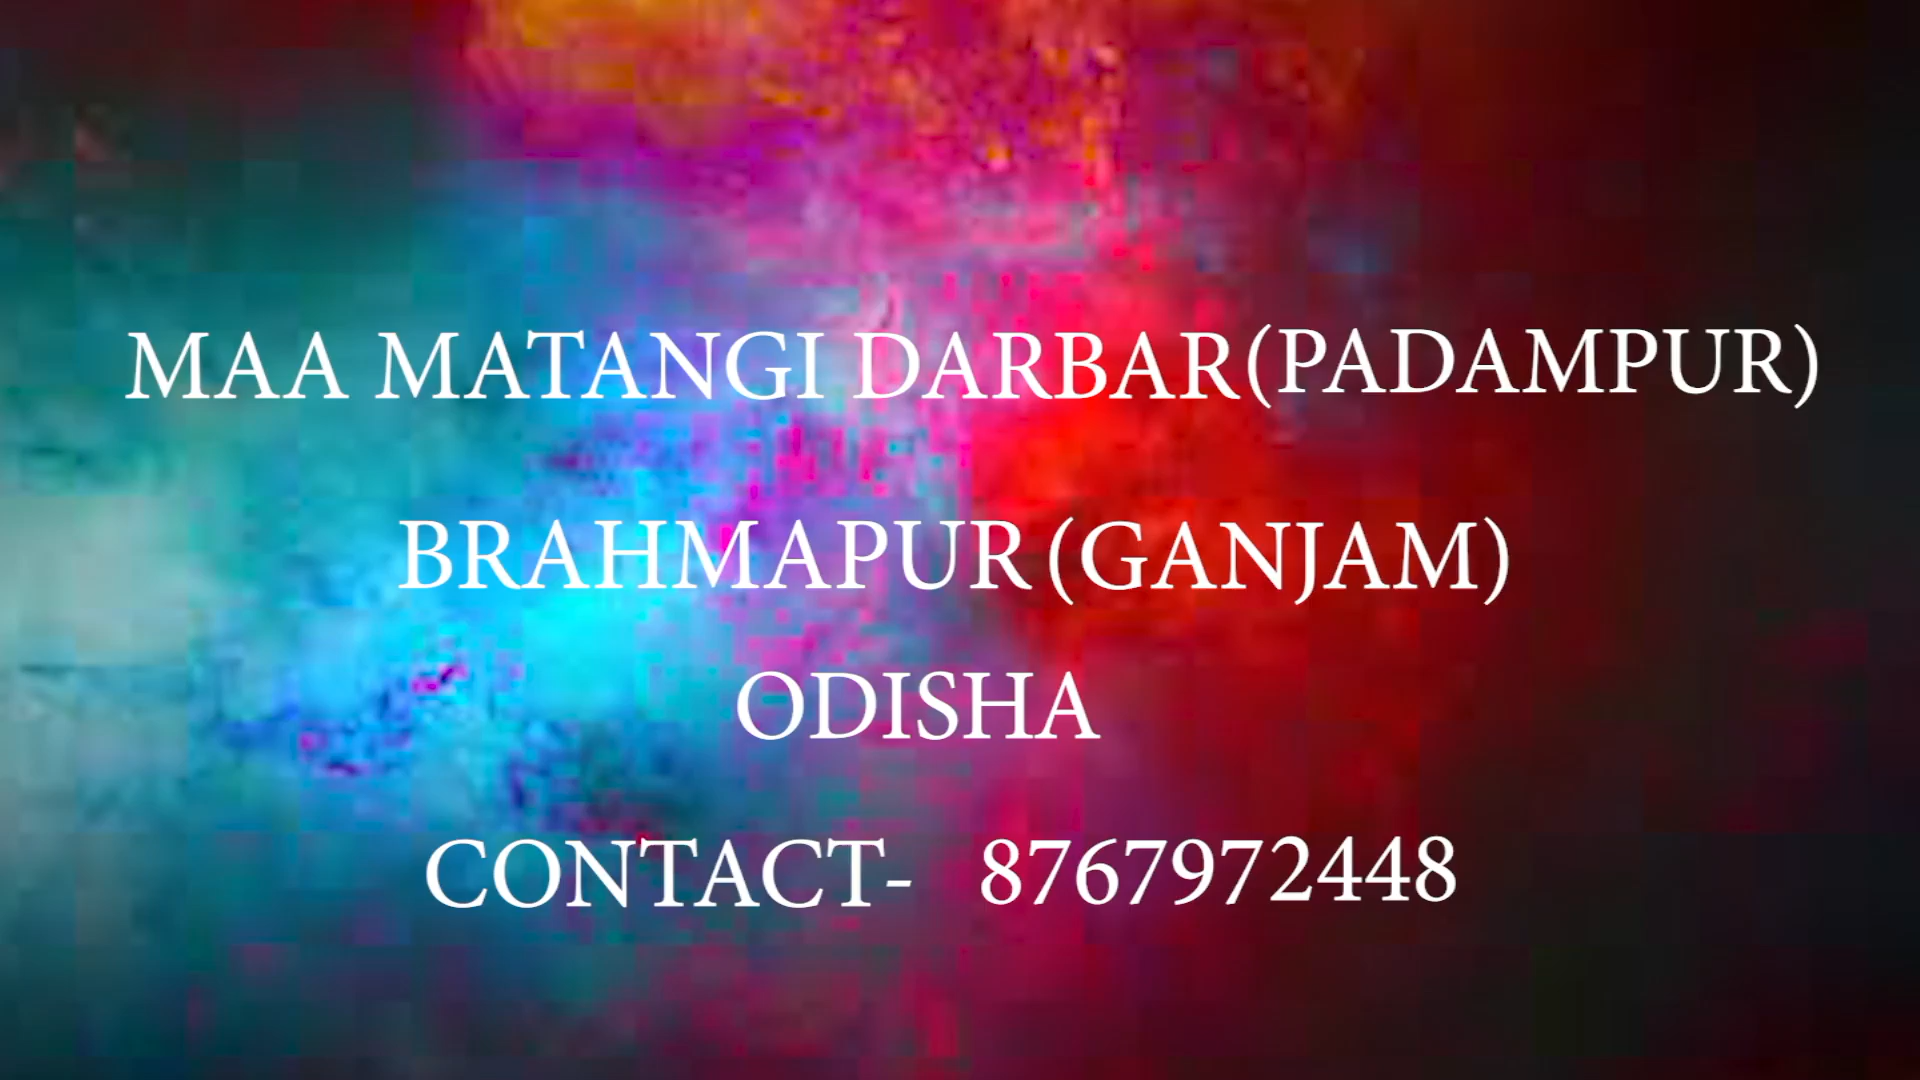 MAA MATANGI DARBAR(PADAMPUR)
BRAHMAPUR(GANJAM)
ODISHA
CONTACT- 8767972448